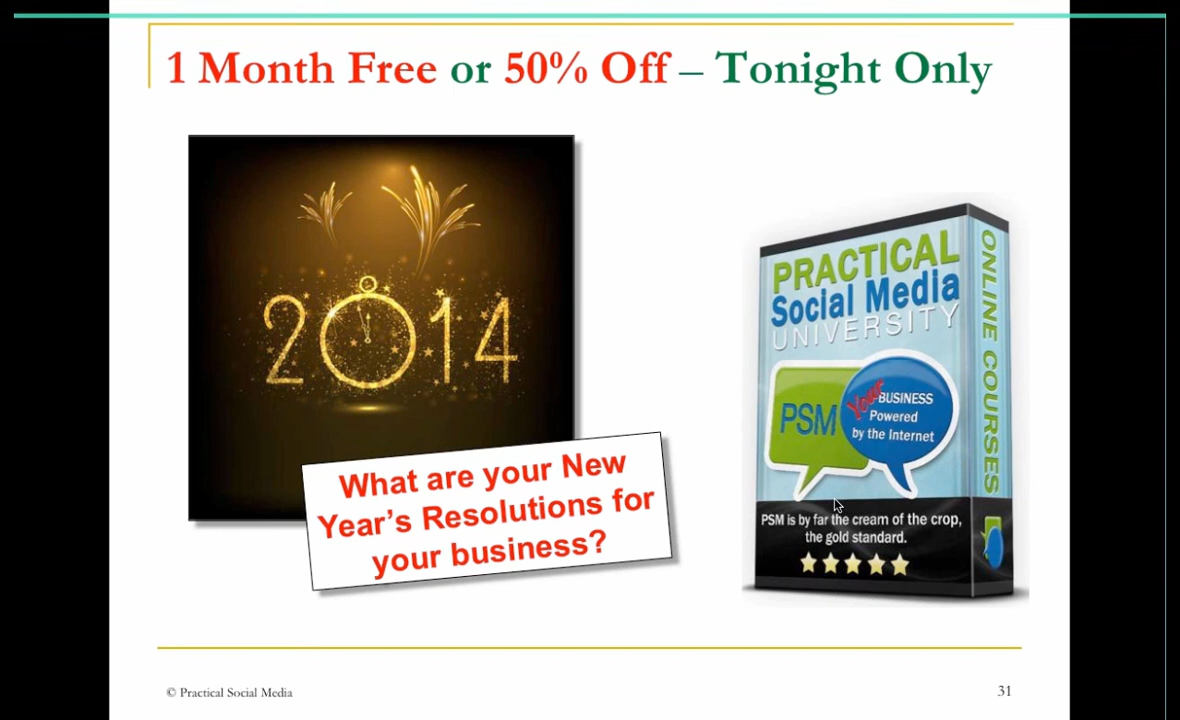 1 Month Free or 50% Off – Tonight Only
2014
What are your New
Year's Resolutions for
your business?
PRACTICAL
Social Media
UNIVERSITY
PSM
Your BUSINESS
Powered
by the Internet
PSM is by far the cream of the crop,
the gold standard.
ONLINE COURSES
© Practical Social Media
31